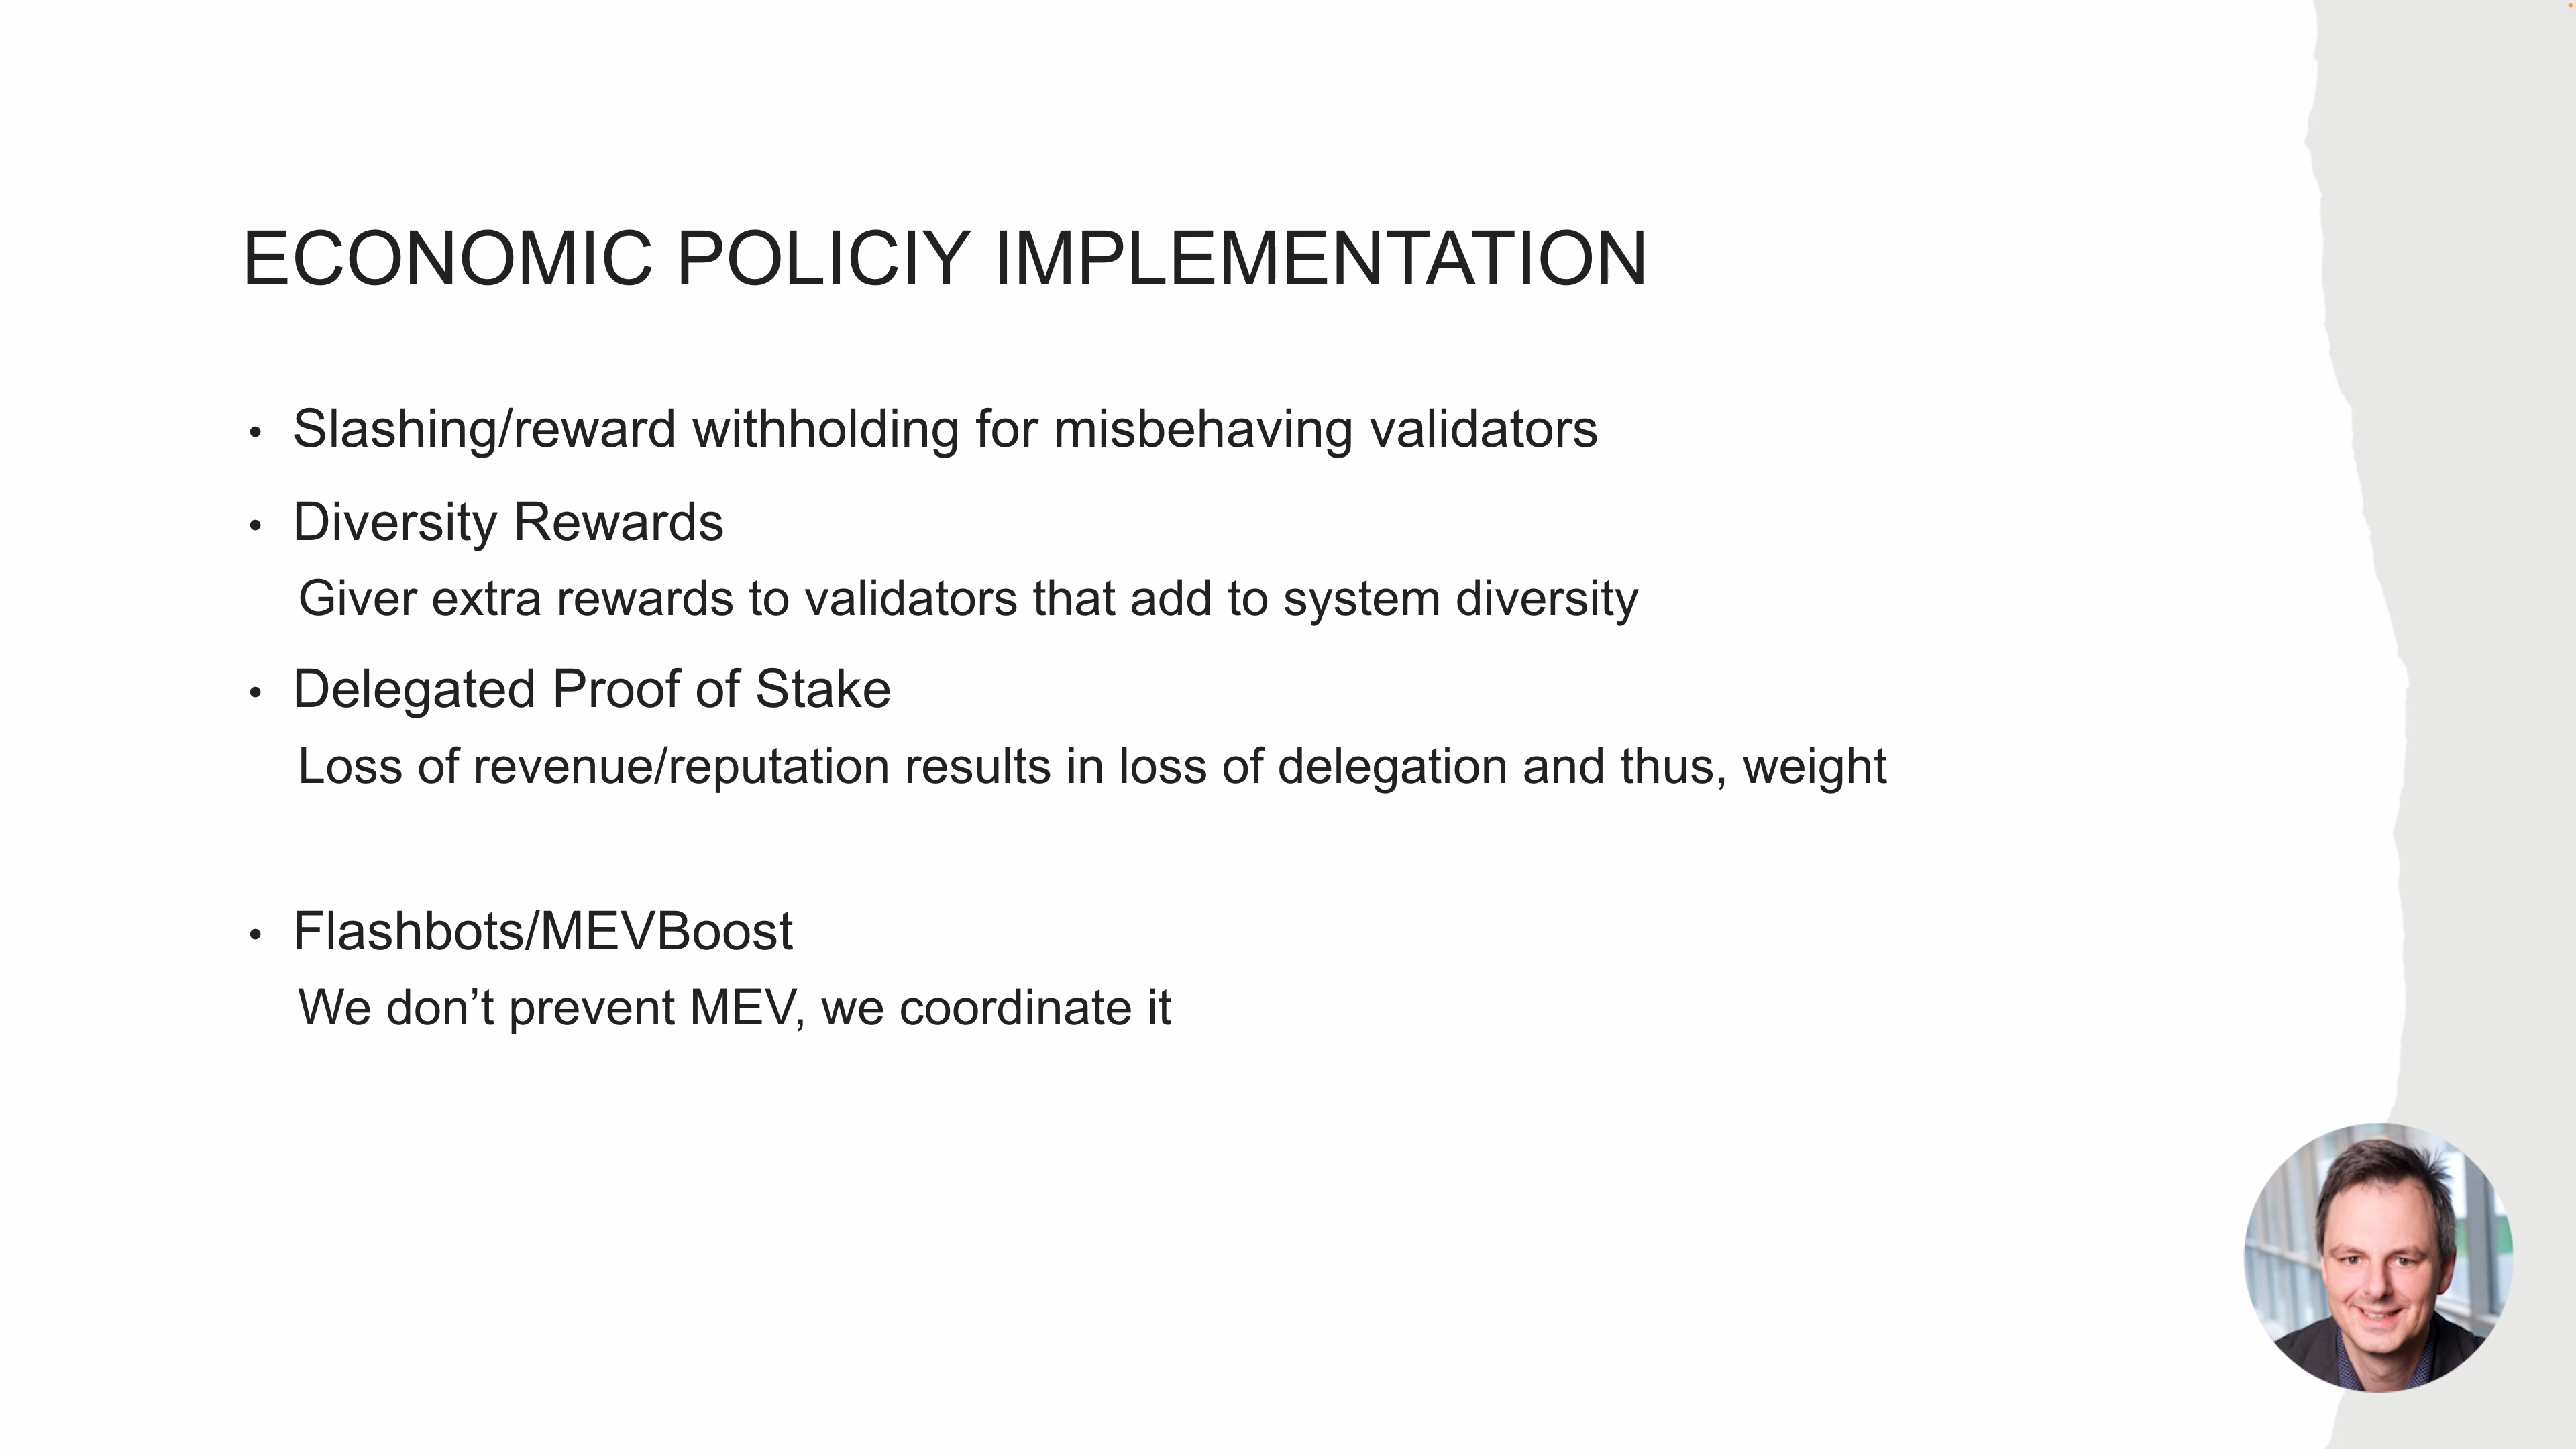 ECONOMIC POLICIY IMPLEMENTATION
• Slashing/reward withholding for misbehaving validators
• Diversity Rewards
Giver extra rewards to validators that add to system diversity
• Delegated Proof of Stake
Loss of revenue/reputation results in loss of delegation and thus, weight
• Flashbots/MEVBoost
We don’t prevent MEV, we coordinate it